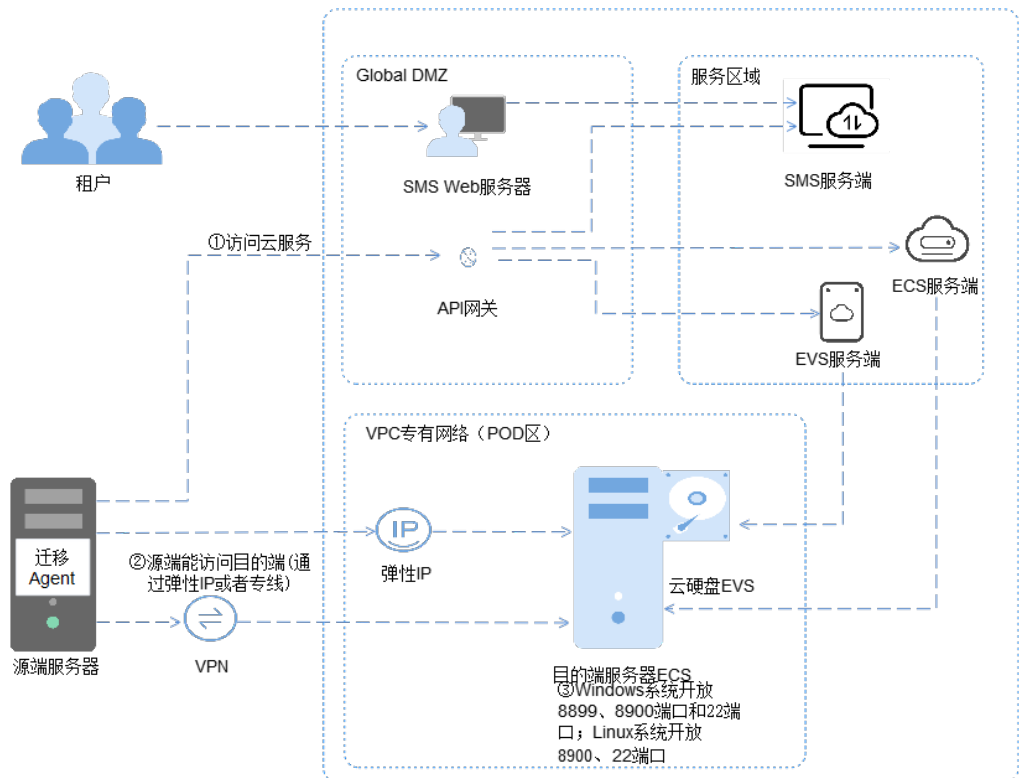 Global DMZ
服务区域
租户
SMS Web服务器
SMS服务端
①访问云服务
API网关
ECS服务端
EVS服务端
VPC专有网络（POD区）
迁移
Agent
IP
②源端能访问目的端(通
过弹性IP或者专线)
弹性IP
云硬盘EVS
源端服务器
VPN
目的端服务器ECS
③Windows系统开放
8899、8900端口和22端
口；Linux系统开放
8900、22端口